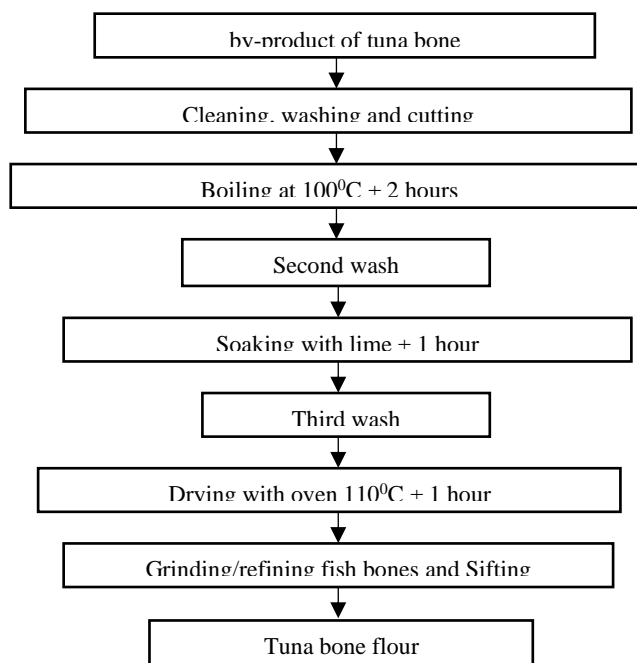 by-product of tuna bone
Cleaning, washing and cutting
Boiling at 100⁰C + 2 hours
Second wash
Soaking with lime + 1 hour
Third wash
Drying with oven 110⁰C + 1 hour
Grinding/refining fish bones and Sifting
Tuna bone flour